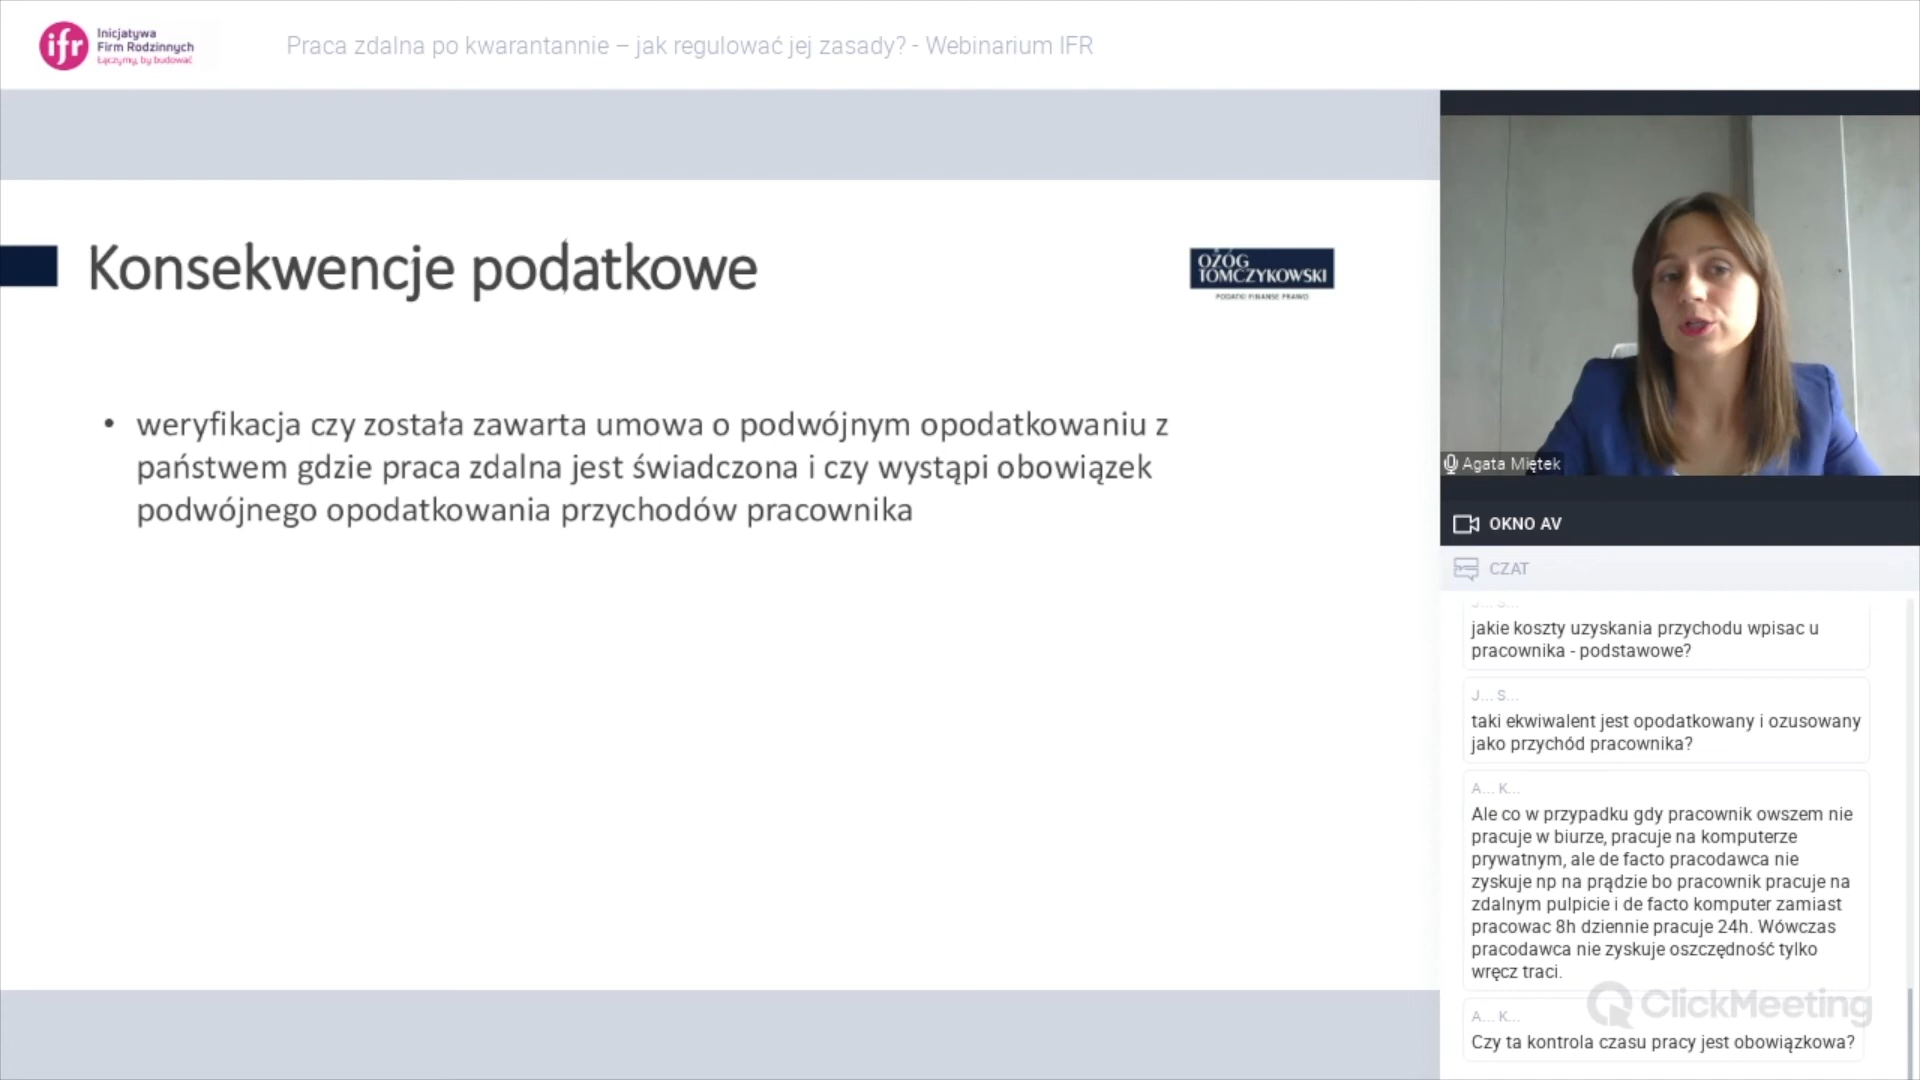 ifr
Inicjatywa
Firm Rodzinnych
Łączymy, by budować
Praca zdalna po kwarantannie – jak regulować jej zasady? - Webinarium IFR
Konsekwencje podatkowe
OŻÓG
TOMCZYKOWSKI
PODATKI FINANSE PRAWO
• weryfikacja czy została zawarta umowa o podwójnym opodatkowaniu z
państwem gdzie praca zdalna jest świadczona i czy wystąpi obowiązek
podwójnego opodatkowania przychodów pracownika
Agata Miętek
OKNO AV
CZAT
J... S...
jakie koszty uzyskania przychodu wpisac u
pracownika - podstawowe?
J... S...
taki ekwiwalent jest opodatkowany i ozusowany
jako przychód pracownika?
A... K...
Ale co w przypadku gdy pracownik owszem nie
pracuje w biurze, pracuje na komputerze
prywatnym, ale de facto pracodawca nie
zyskuje np na prądzie bo pracownik pracuje na
zdalnym pulpicie i de facto komputer zamiast
pracowac 8h dziennie pracuje 24h. Wówczas
pracodawca nie zyskuje oszczędność tylko
wręcz traci.
ClickMeeting
A... K...
Czy ta kontrola czasu pracy jest obowiązkowa?